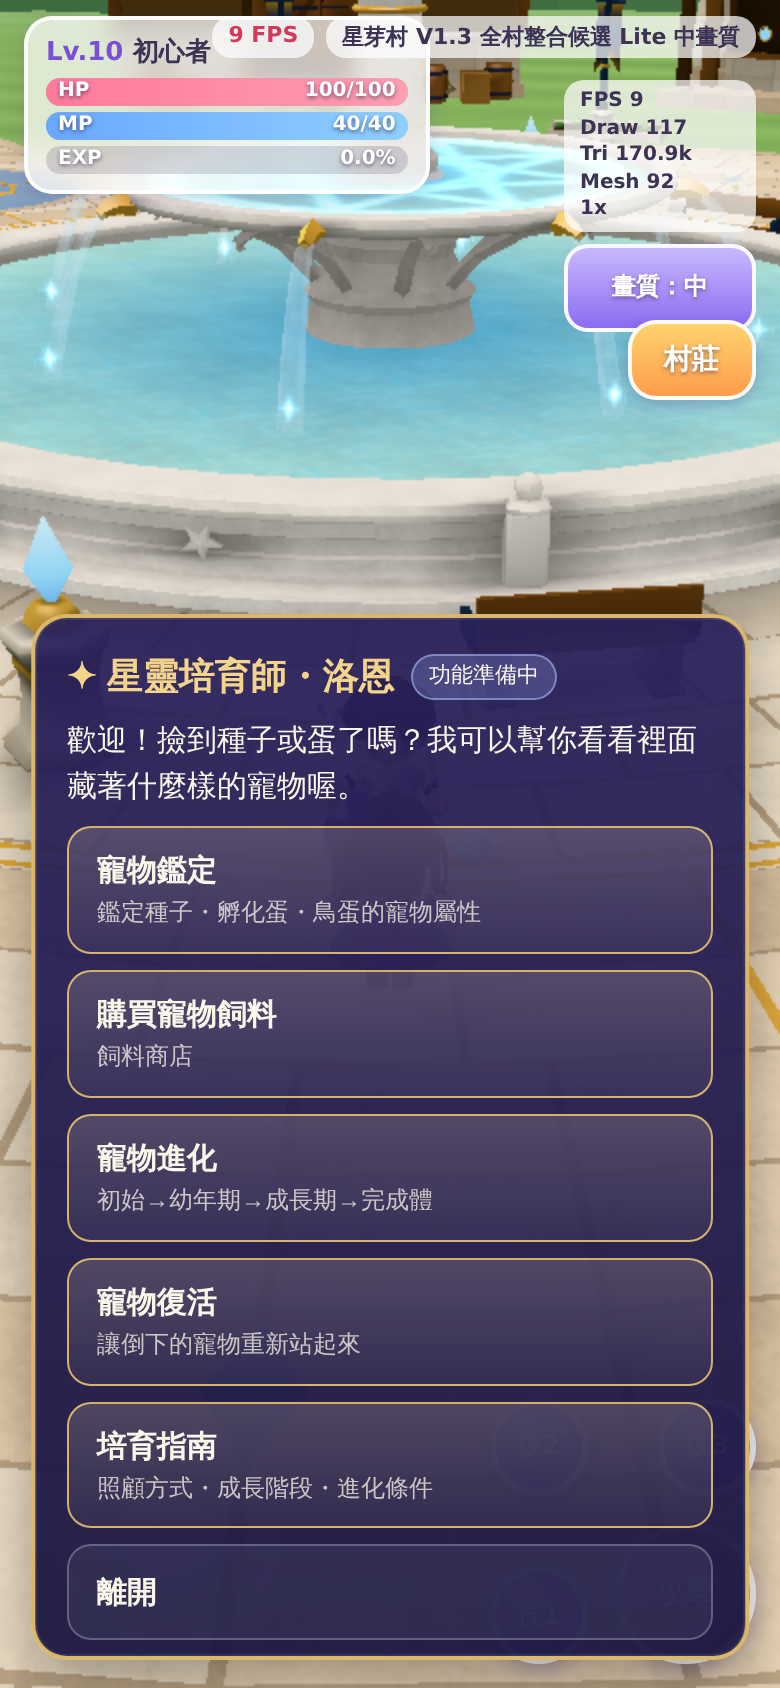 Lv.10 初心者
9 FPS
星芽村 V1.3 全村整合候選 Lite 中畫質
HP 100/100
MP 40/40
EXP 0.0%
FPS 9
Draw 117
Tri 170.9k
Mesh 92
1x
畫質：中
村莊
✦ 星靈培育師・洛恩 功能準備中
歡迎！撿到種子或蛋了嗎？我可以幫你看看裡面
藏著什麼樣的寵物喔。
寵物鑑定
鑑定種子・孵化蛋・鳥蛋的寵物屬性
購買寵物飼料
飼料商店
寵物進化
初始→幼年期→成長期→完成體
寵物復活
讓倒下的寵物重新站起來
培育指南
照顧方式・成長階段・進化條件
技2
技3
離開
技1
攻擊